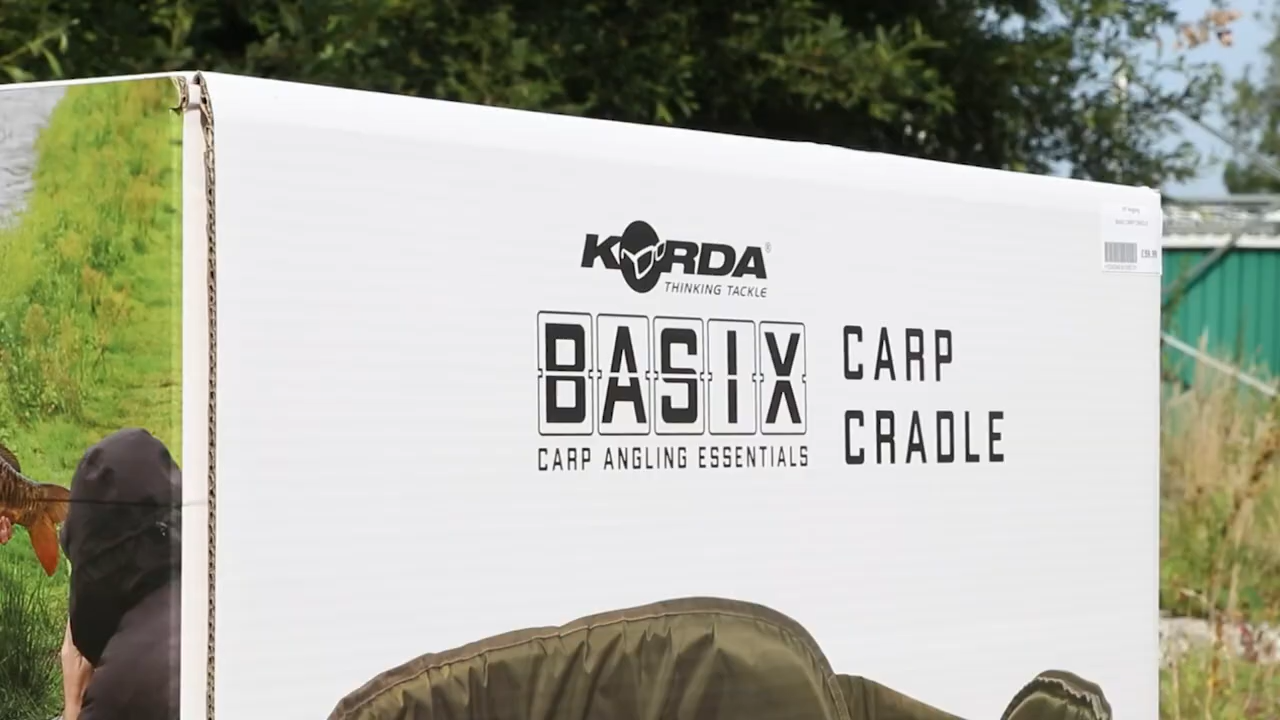 KORDA®
THINKING TACKLE
BASIX
CARP ANGLING ESSENTIALS
CARP
CRADLE